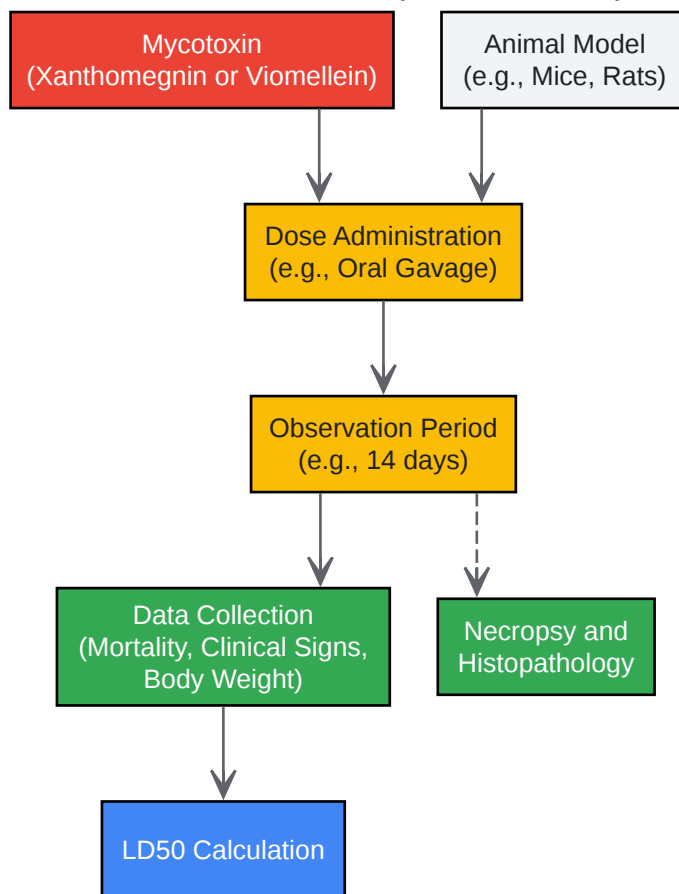 Mycotoxin
(Xanthomegnin or Viomellein)
Animal Model
(e.g., Mice, Rats)
Dose Administration
(e.g., Oral Gavage)
Observation Period
(e.g., 14 days)
Data Collection
(Mortality, Clinical Signs,
Body Weight)
Necropsy and
Histopathology
LD50 Calculation